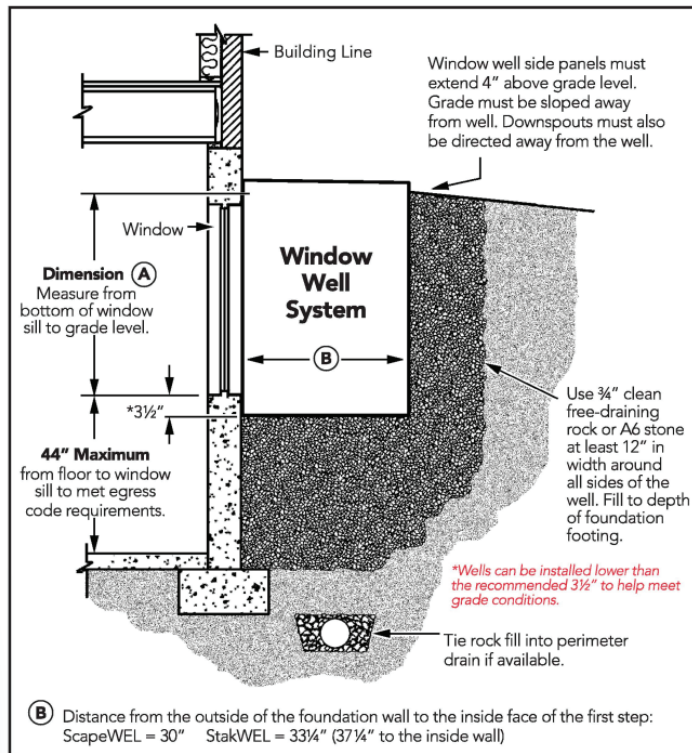 Building Line
Window well side panels must
extend 4" above grade level.
Grade must be sloped away
from well. Downspouts must also
be directed away from the well.
Window
Dimension A
Measure from
bottom of window
sill to grade level.
Window
Well
System
B
*3½"
44" Maximum
from floor to window
sill to met egress
code requirements.
Use ¾" clean
free-draining
rock or A6 stone
at least 12" in
width around
all sides of the
well. Fill to depth
of foundation
footing.
*Wells can be installed lower than
the recommended 3½" to help meet
grade conditions.
Tie rock fill into perimeter
drain if available.
B Distance from the outside of the foundation wall to the inside face of the first step:
ScapeWEL = 30" StakWEL = 33¼" (37¼" to the inside wall)